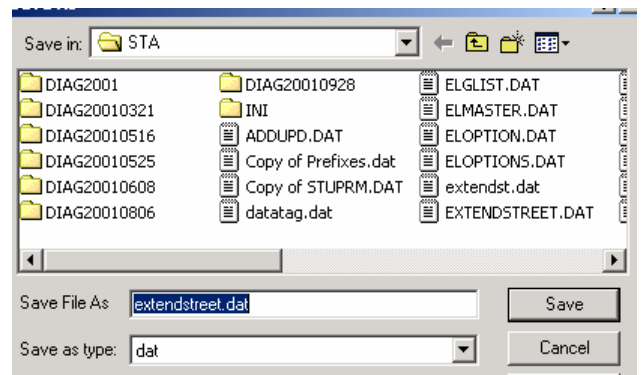 Save in: STA
DIAG2001 DIAG20010928 ELGLIST.DAT
DIAG20010321 INI ELMASTER.DAT
DIAG20010516 ADDUPD.DAT ELOPTION.DAT
DIAG20010525 Copy of Prefixes.dat ELOPTIONS.DAT
DIAG20010608 Copy of STUPRM.DAT extendst.dat
DIAG20010806 datatag.dat EXTENDSTREET.DAT
Save File As extendstreet.dat Save
Save as type: dat Cancel